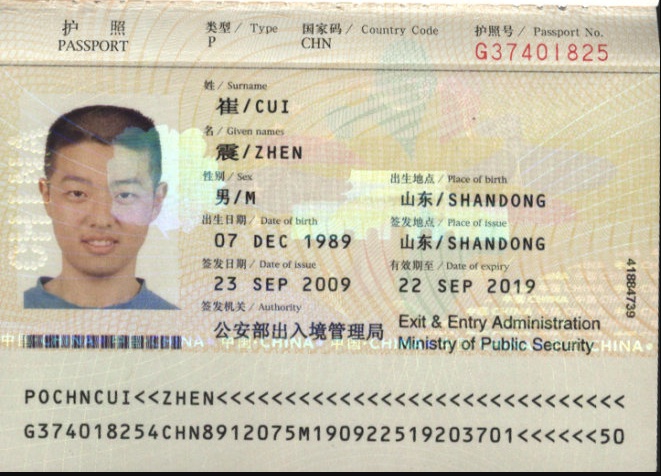 护 照
PASSPORT
类型 / Type
P
国家码 / Country Code
CHN
护照号 / Passport No.
G37401825
姓 / Surname
崔/CUI
名 / Given names
震/ZHEN
性别 / Sex
男/M
出生地点 / Place of birth
山东/SHANDONG
出生日期 / Date of birth
07 DEC 1989
签发地点 / Place of issue
山东/SHANDONG
签发日期 / Date of issue
23 SEP 2009
有效期至 / Date of expiry
22 SEP 2019
签发机关 / Authority
公安部出入境管理局
Exit & Entry Administration
Ministry of Public Security
41884739
POCHNCUI<<ZHEN<<<<<<<<<<<<<<<<<<<<<<<<<<<<<<
G374018254CHN8912075M190922519203701<<<<<<50